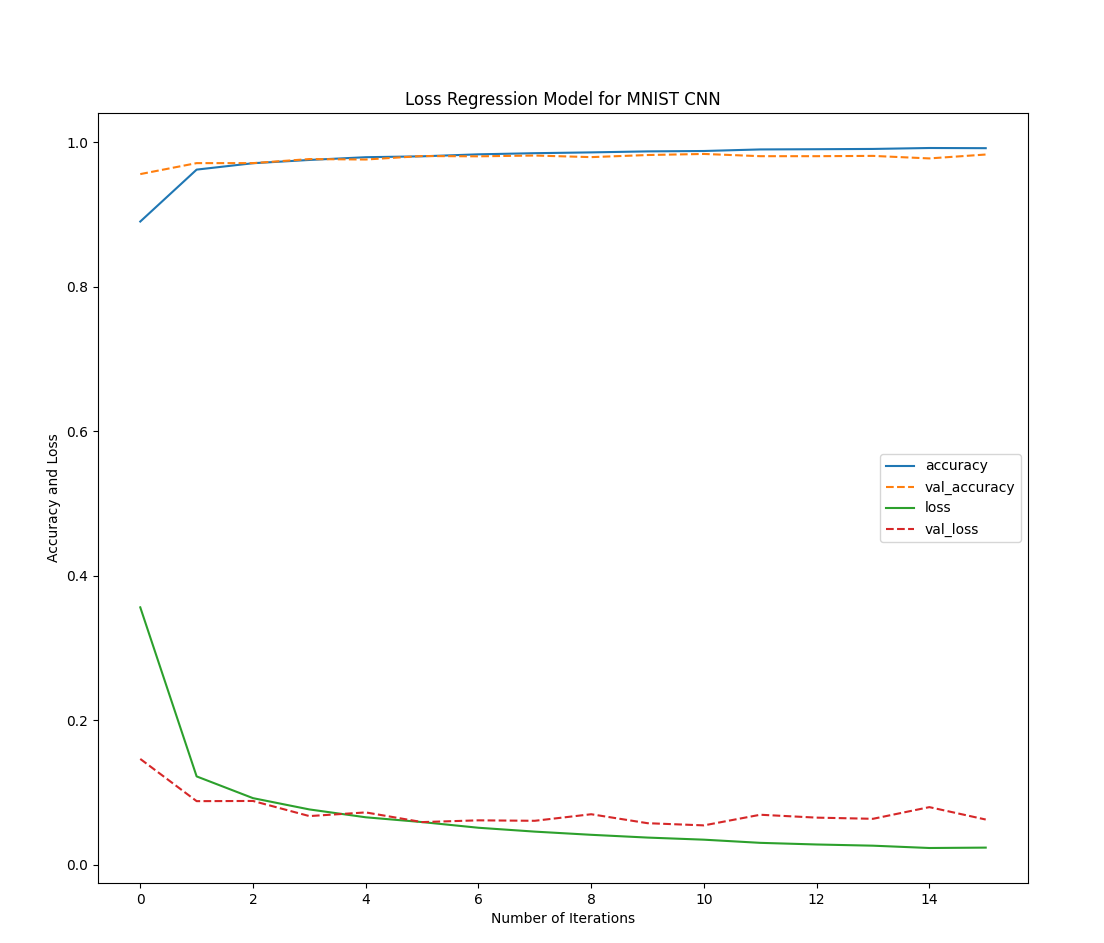 Loss Regression Model for MNIST CNN
1.0
0.8
0.6
0.4
0.2
0.0
Accuracy and Loss
accuracy
val_accuracy
loss
val_loss
0 2 4 6 8 10 12 14
Number of Iterations